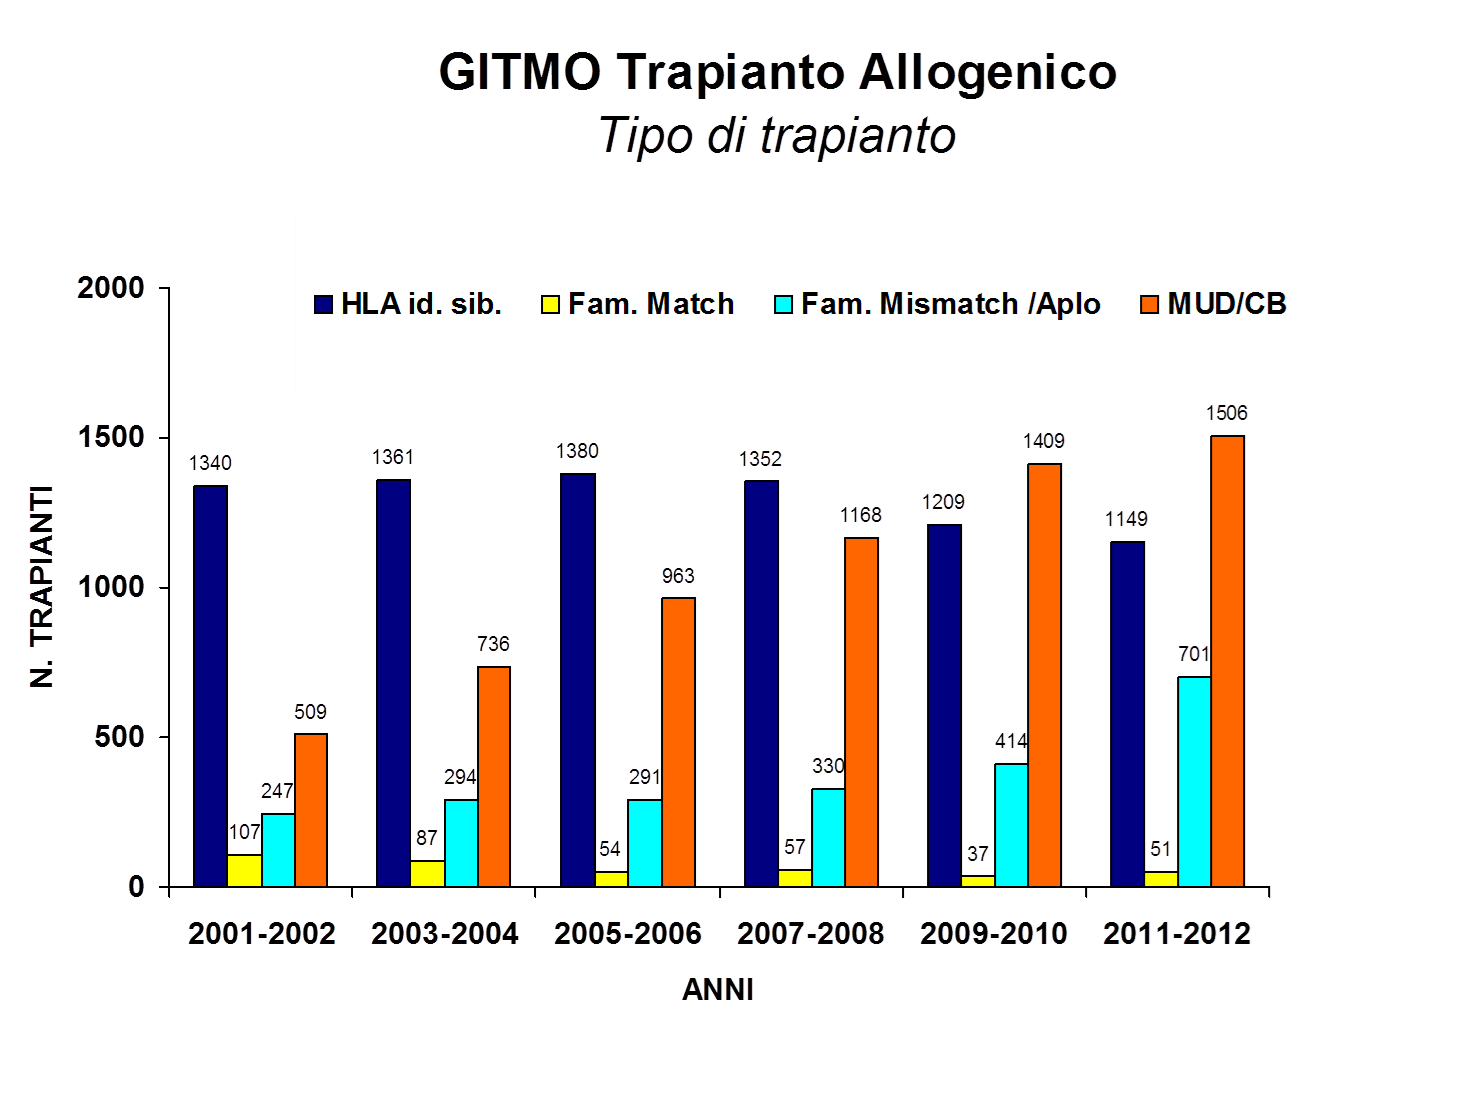 GITMO Trapianto Allogenico
Tipo di trapianto
HLA id. sib. Fam. Match Fam. Mismatch /Aplo MUD/CB
N. TRAPIANTI
2000
1500
1000
500
0
1340 107 247 509
1361 87 294 736
1380 54 291 963
1352 57 330 1168
1209 37 414 1409
1149 51 701 1506
2001-2002 2003-2004 2005-2006 2007-2008 2009-2010 2011-2012
ANNI